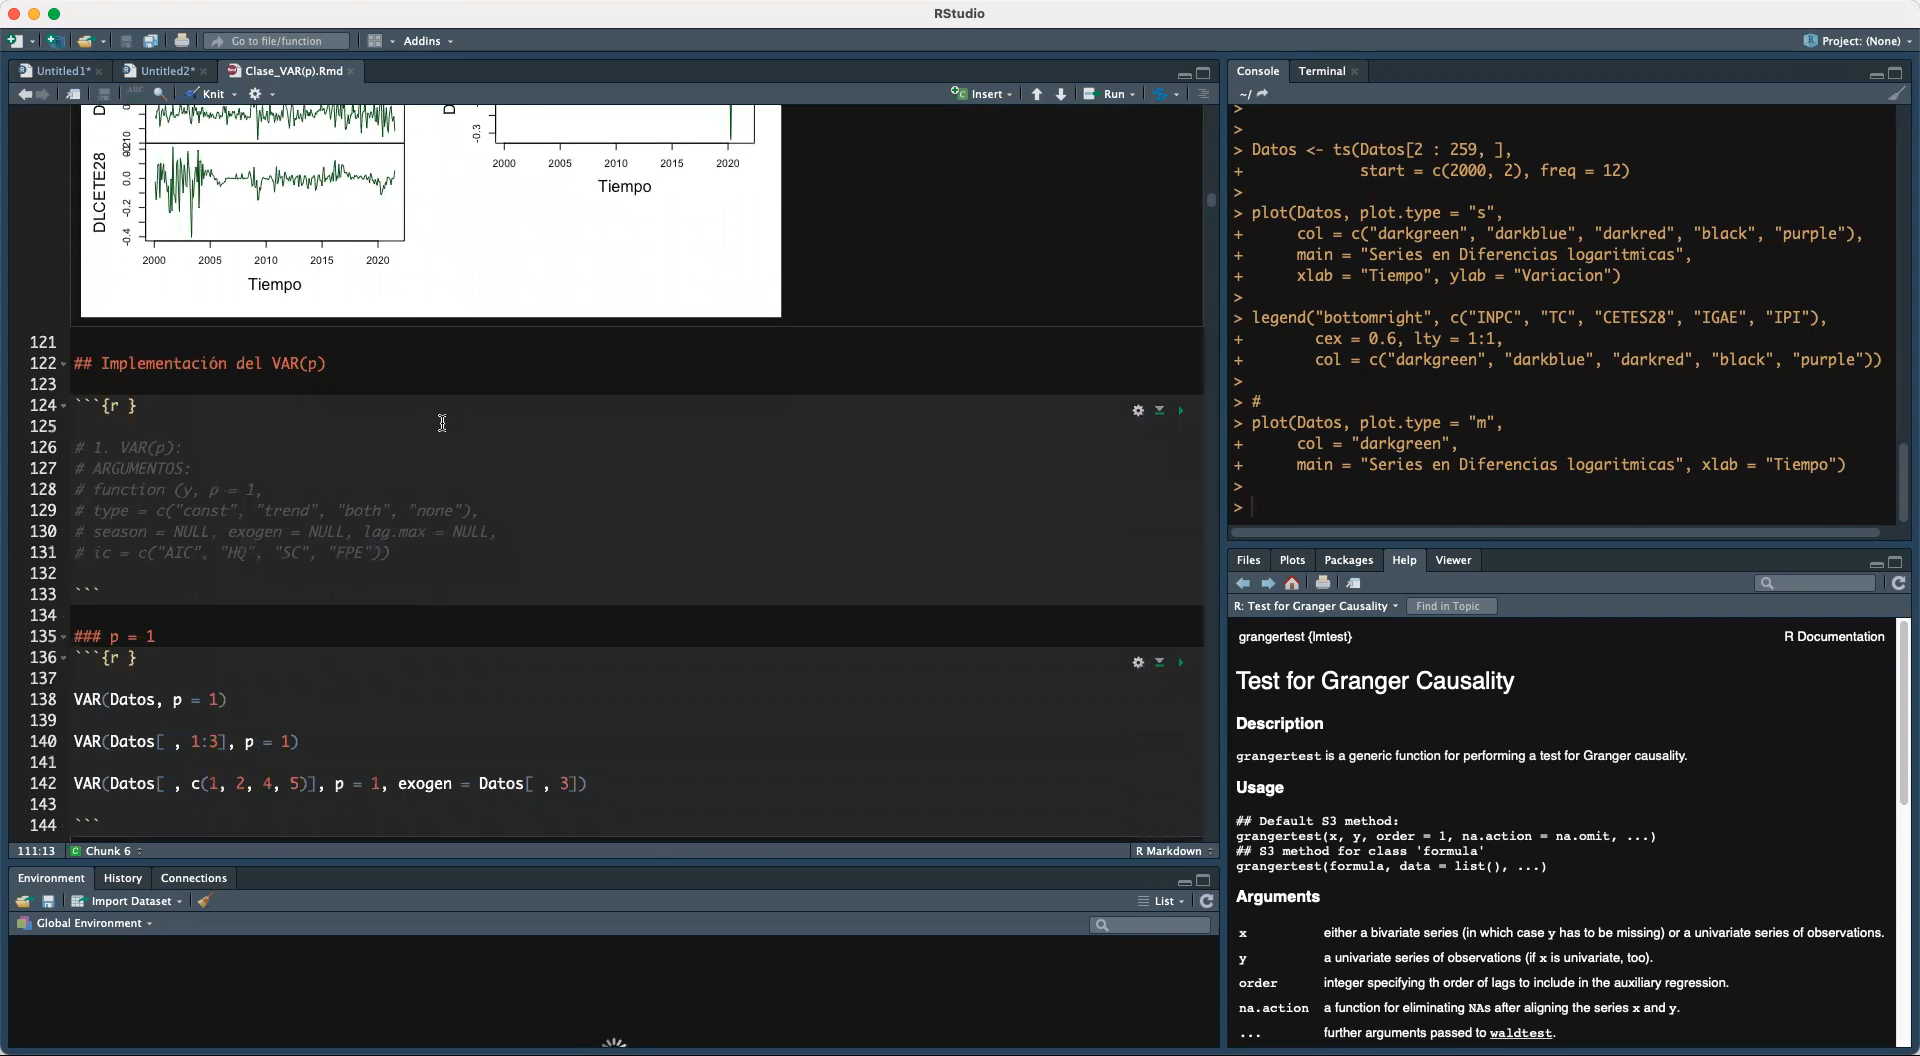 RStudio
Go to file/function
Addins
Project: (None)
Untitled1*
Untitled2*
Clase_VAR(p).Rmd
Knit
Insert
Run
-0.3
2000 2005 2010 2015 2020
Tiempo
DLCETE28
0.0
-0.2
-0.4
2000 2005 2010 2015 2020
Tiempo
121
122 ## Implementación del VAR(p)
123
124 ```{r }
125
126 # 1. VAR(p):
127 # ARGUMENTOS:
128 # function (y, p = 1,
129 # type = c("const", "trend", "both", "none"),
130 # season = NULL, exogen = NULL, lag.max = NULL,
131 # ic = c("AIC", "HQ", "SC", "FPE"))
132
133 ```
134
135 ### p = 1
136 ```{r }
137
138 VAR(Datos, p = 1)
139
140 VAR(Datos[ , 1:3], p = 1)
141
142 VAR(Datos[ , c(1, 2, 4, 5)], p = 1, exogen = Datos[ , 3])
143
144 ```
111:13 Chunk 6
R Markdown
Environment History Connections
Import Dataset
List
Global Environment
Console Terminal
~/
>
>
> Datos <- ts(Datos[2 : 259, ],
+ start = c(2000, 2), freq = 12)
>
> plot(Datos, plot.type = "s",
+ col = c("darkgreen", "darkblue", "darkred", "black", "purple"),
+ main = "Series en Diferencias logaritmicas",
+ xlab = "Tiempo", ylab = "Variacion")
>
> legend("bottomright", c("INPC", "TC", "CETES28", "IGAE", "IPI"),
+ cex = 0.6, lty = 1:1,
+ col = c("darkgreen", "darkblue", "darkred", "black", "purple"))
>
> #
> plot(Datos, plot.type = "m",
+ col = "darkgreen",
+ main = "Series en Diferencias logaritmicas", xlab = "Tiempo")
>
>
Files Plots Packages Help Viewer
R: Test for Granger Causality
Find in Topic
grangertest {lmtest}
R Documentation
Test for Granger Causality
Description
grangertest is a generic function for performing a test for Granger causality.
Usage
## Default S3 method:
grangertest(x, y, order = 1, na.action = na.omit, ...)
## S3 method for class 'formula'
grangertest(formula, data = list(), ...)
Arguments
x either a bivariate series (in which case y has to be missing) or a univariate series of observations.
y a univariate series of observations (if x is univariate, too).
order integer specifying th order of lags to include in the auxiliary regression.
na.action a function for eliminating NAs after aligning the series x and y.
... further arguments passed to waldtest.